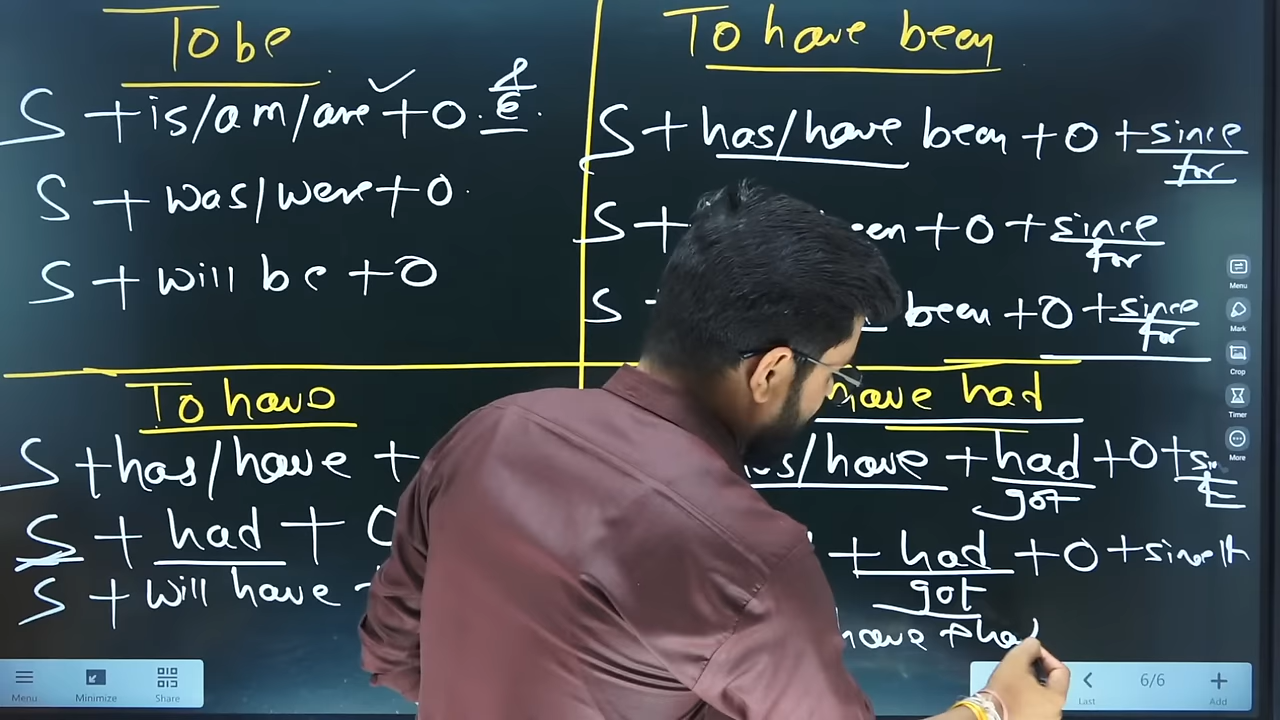 To be
S + is/am/are + O.
S + was/were + O.
S + will be + O
To have been
S + has/have been + O + since
for
S + + O + since
for
S been + O + since
for
To have
S + has/have +
S + had + O
S + will have
have had
/have + had + O +
got
+ had + O + since
got
have +
Menu
Mark
Crop
Timer
More
Menu
Minimize
Share
Last
6/6
Add